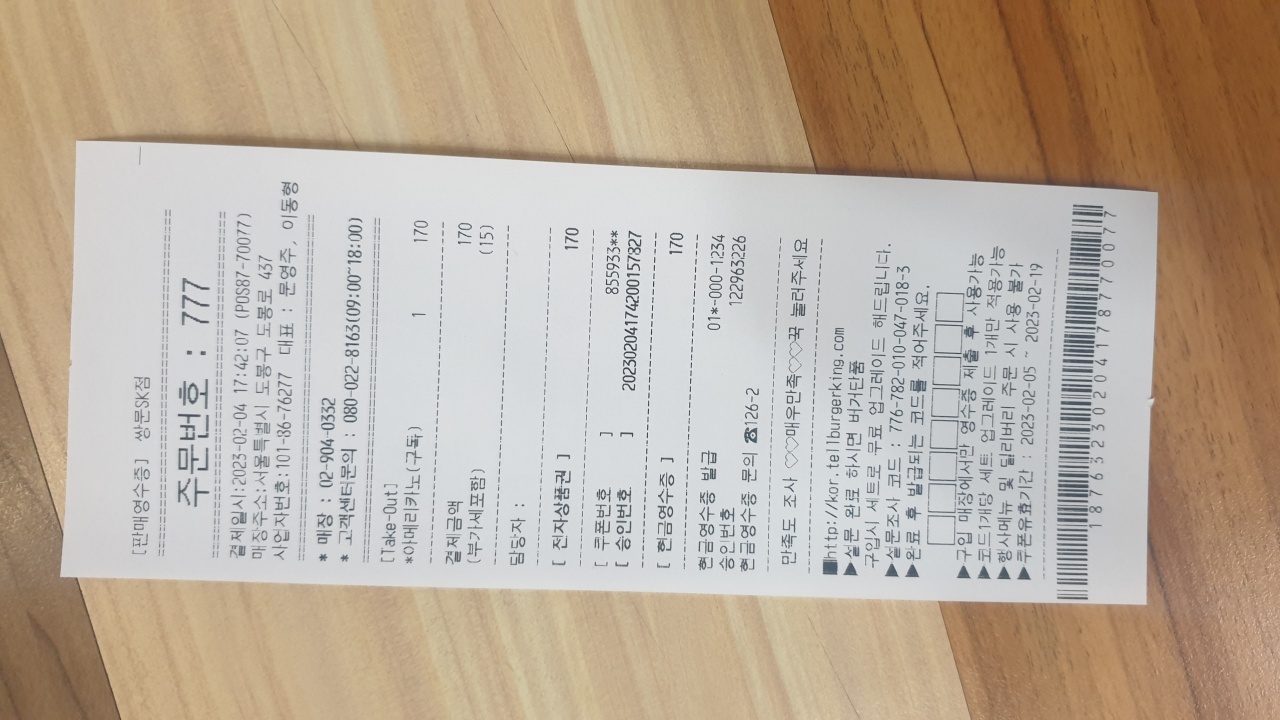 [판매영수증] 쌍문SK점
주문번호 : 777
결제일시:2023-02-04 17:42:07 (POS87-70077)
매장주소:서울특별시 도봉구 도봉로 437
사업자번호:101-86-76277 대표 : 문영주, 이동형
* 매장 : 02-904-0332
* 고객센터문의 : 080-022-8163(09:00~18:00)
[Take-Out]
*아메리카노(구독) 1 170
결제금액 170
(부가세포함) (15)
담당자 :
[ 전자상품권 ] 170
[ 쿠폰번호 ] 855933**
[ 승인번호 ] 20230204174200157827
[ 현금영수증 ] 170
현금영수증 발급 01*-000-1234
승인번호 122963226
현금영수증 문의 ☎126-2
만족도 조사 ♡♡매우만족♡♡꾹 눌러주세요
■http://kor.tellburgerking.com
▶설문 완료 하시면 버거단품
구입시 세트로 무료 업그레이드 해드립니다.
▶설문조사 코드 : 776-782-010-047-018-3
▶완료 후 발급되는 코드를 적어주세요.
▶구입 매장에서만 영수증 제출 후 사용가능
▶코드1개당 세트 업그레이드 1개만 적용가능
▶행사메뉴 및 딜리버리 주문 시 사용 불가
▶쿠폰유효기간 : 2023-02-05 ~ 2023-02-19
1876323020417877 0077